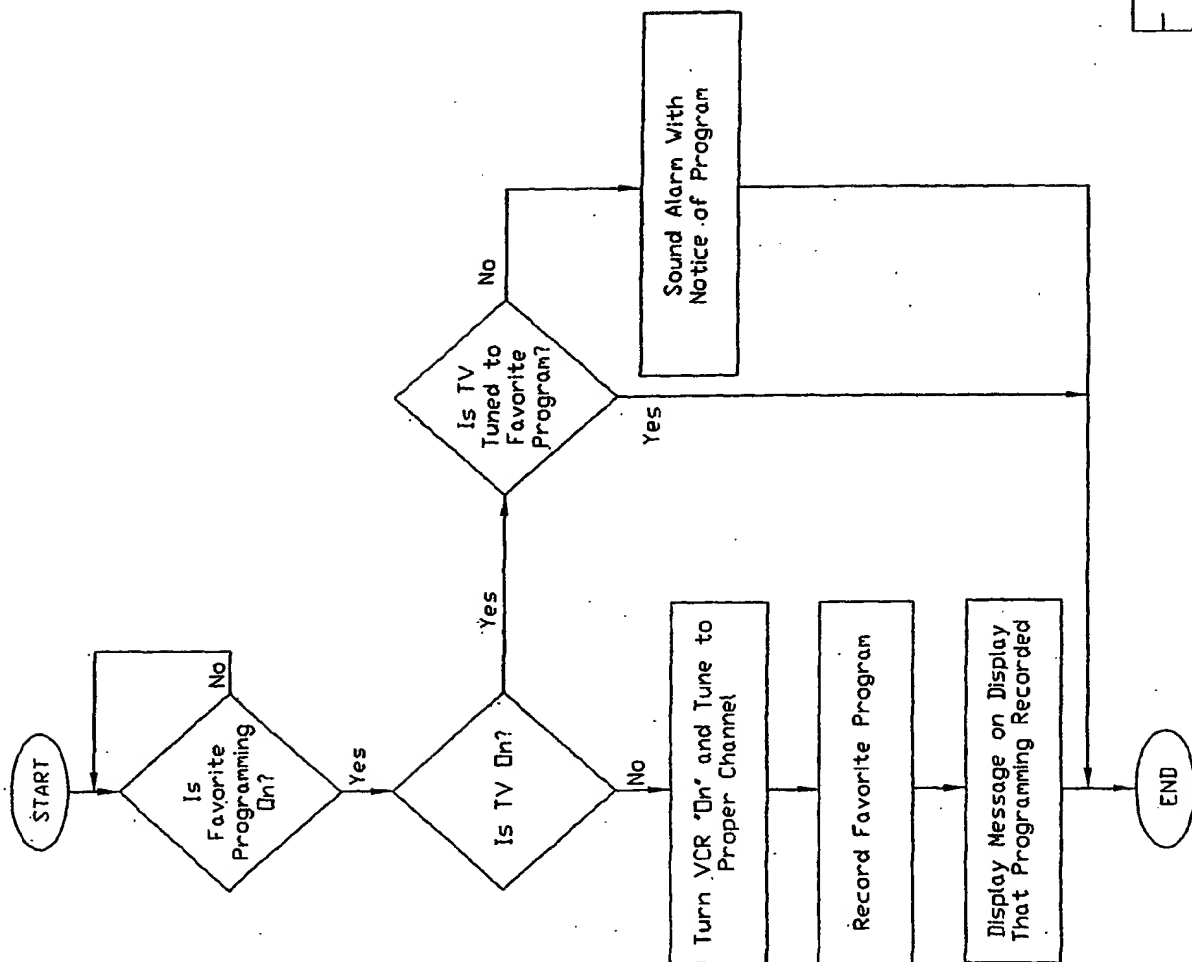 START
Is
Favorite
Programming
On?
No
Yes
Is TV On?
Yes
No
Is TV
Tuned to
Favorite
Program?
No
Yes
Sound Alarm With
Notice of Program
Turn VCR "On" and Tune to
Proper Channel
Record Favorite Program
Display Message on Display
That Programming Recorded
END